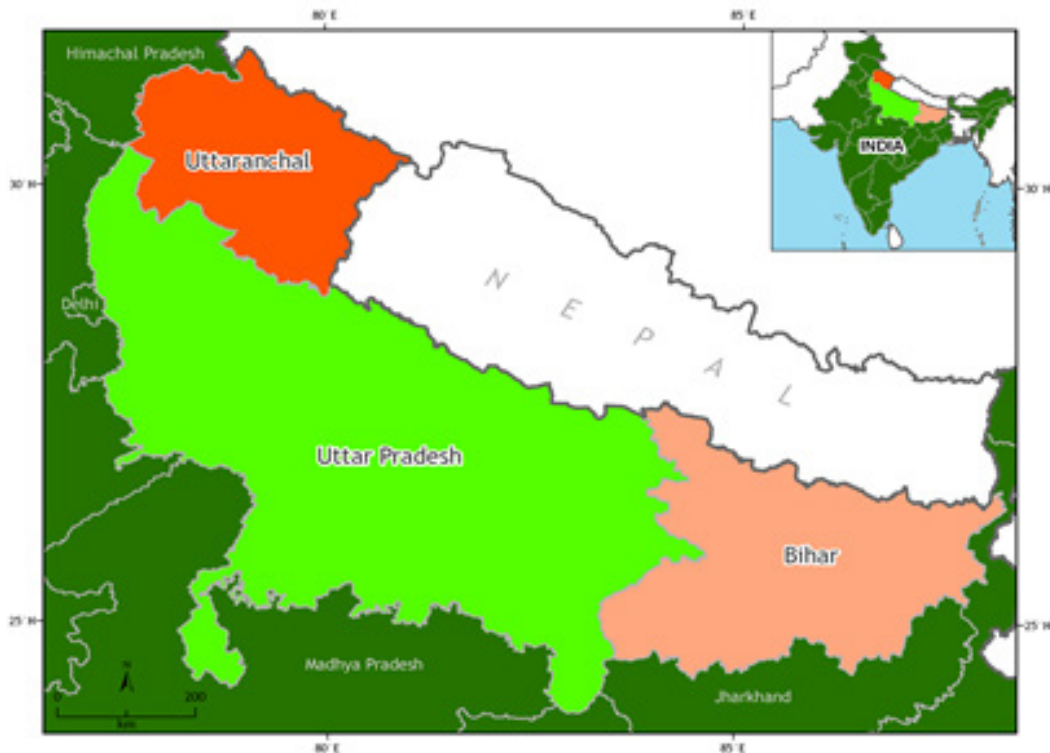 80° E
85° E
Himachal Pradesh
Uttaranchal
INDIA
30° N
30° N
Delhi
N E P A L
Uttar Pradesh
Bihar
25° N
25° N
Madhya Pradesh
Jharkhand
N
0
200
km
80° E
85° E